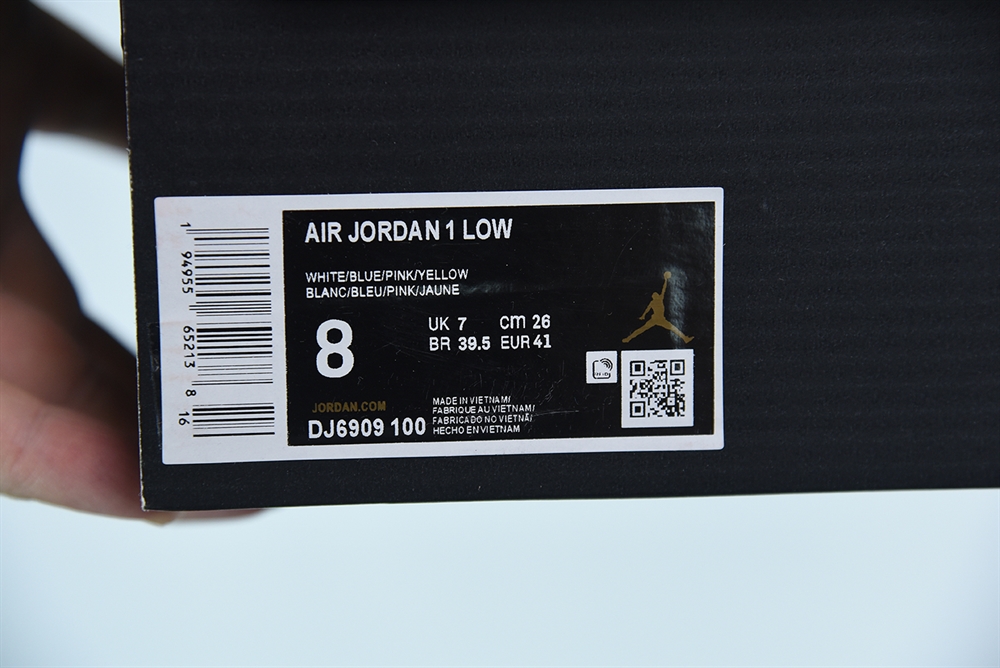 AIR JORDAN 1 LOW
WHITE/BLUE/PINK/YELLOW
BLANC/BLEU/PINK/JAUNE
8
UK 7 cm 26
BR 39.5 EUR 41
JORDAN.COM
DJ6909 100
MADE IN VIETNAM/
FABRIQUE AU VIETNAM/
FABRICADO NO VIETNÃ/
HECHO EN VIETNAM
1 94955 65213 8 16